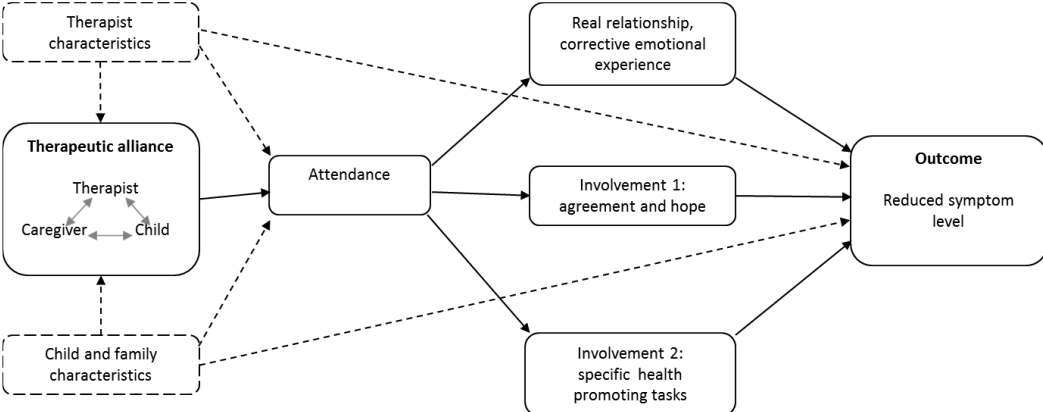 Therapist
characteristics
Real relationship,
corrective emotional
experience
Therapeutic alliance
Therapist
Caregiver
Child
Attendance
Involvement 1:
agreement and hope
Outcome
Reduced symptom
level
Child and family
characteristics
Involvement 2:
specific health
promoting tasks